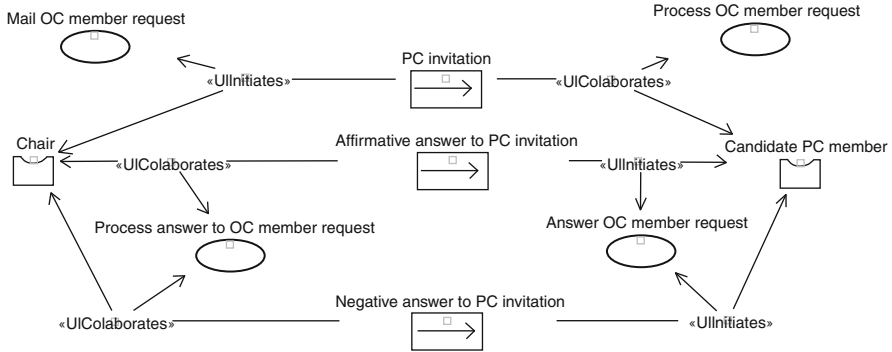 Mail OC member request
Process OC member request
PC invitation
«UIInitiates»
«UIColaborates»
Chair
Affirmative answer to PC invitation
Candidate PC member
«UIColaborates»
«UIInitiates»
Process answer to OC member request
Answer OC member request
Negative answer to PC invitation
«UIColaborates»
«UIInitiates»